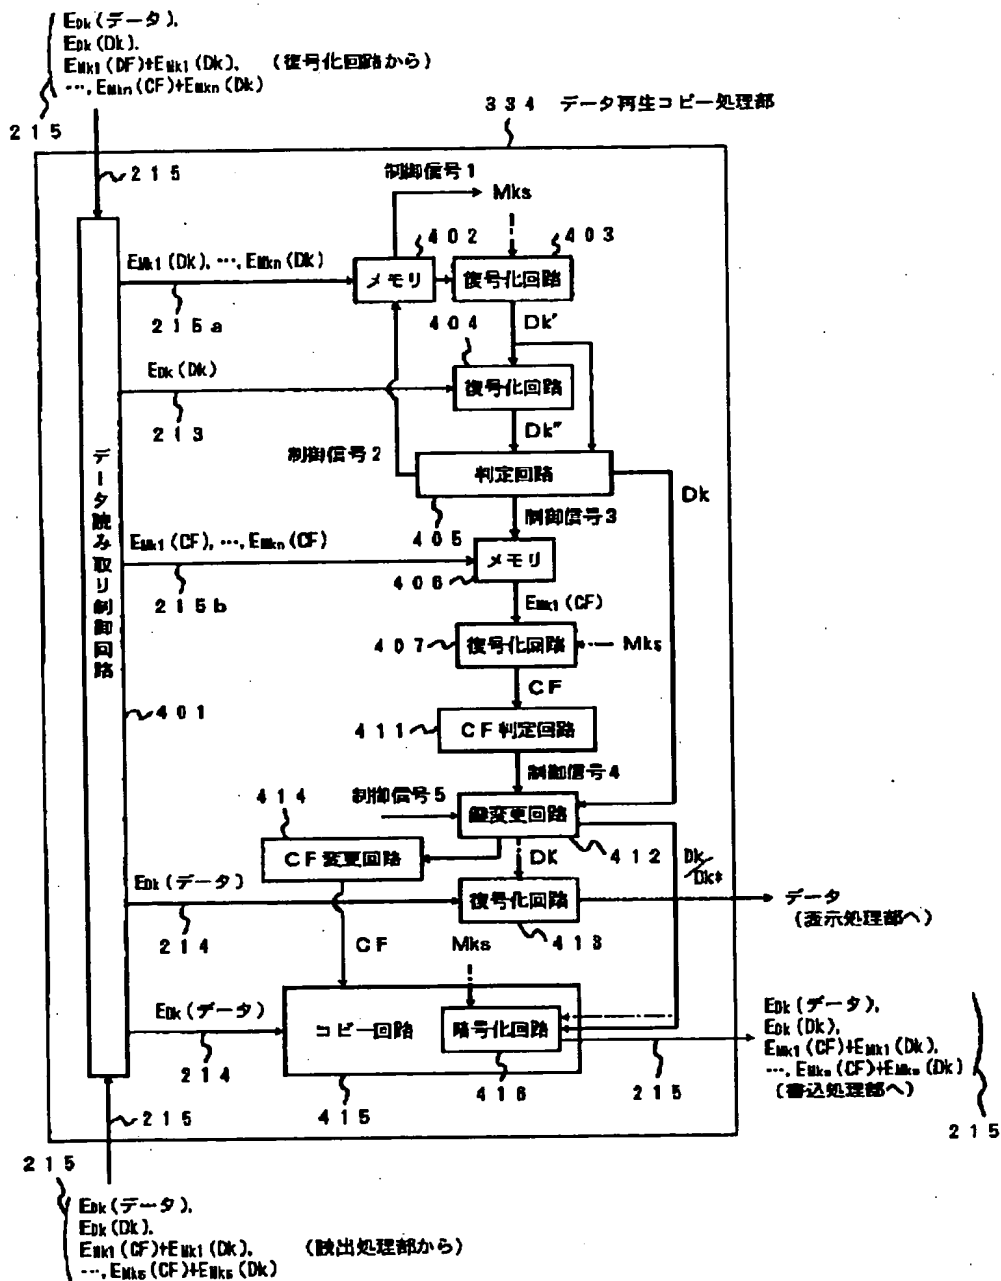 EDk(データ),
EDk(Dk),
EMk1(DF)+EMk1(Dk), (復号化回路から)
…, EMkn(CF)+EMkn(Dk)
215
334 データ再生コピー処理部
215
制御信号1
Mks
402
403
EMk1(Dk), …, EMkn(Dk)
メモリ
復号化回路
215a
404
Dk'
EDk(Dk)
復号化回路
213
Dk"
制御信号2
判定回路
Dk
制御信号3
405
EMk1(CF), …, EMkn(CF)
メモリ
406
215b
EMk1(CF)
データ読み取り制御回路
407
復号化回路
Mks
CF
401
411
CF判定回路
制御信号4
414
制御信号5
鍵変更回路
412
CF変更回路
DK
Dk/Dk*
EDk(データ)
復号化回路
データ
(表示処理部へ)
214
413
CF
Mks
EDk(データ)
コピー回路
暗号化回路
EDk(データ),
EDk(Dk),
EMk1(CF)+EMk1(Dk),
…, EMkn(CF)+EMkn(Dk)
(書込処理部へ)
214
415
416
215
215
215
215
EDk(データ),
EDk(Dk),
EMk1(CF)+EMk1(Dk), (読出処理部から)
…, EMks(CF)+EMks(Dk)